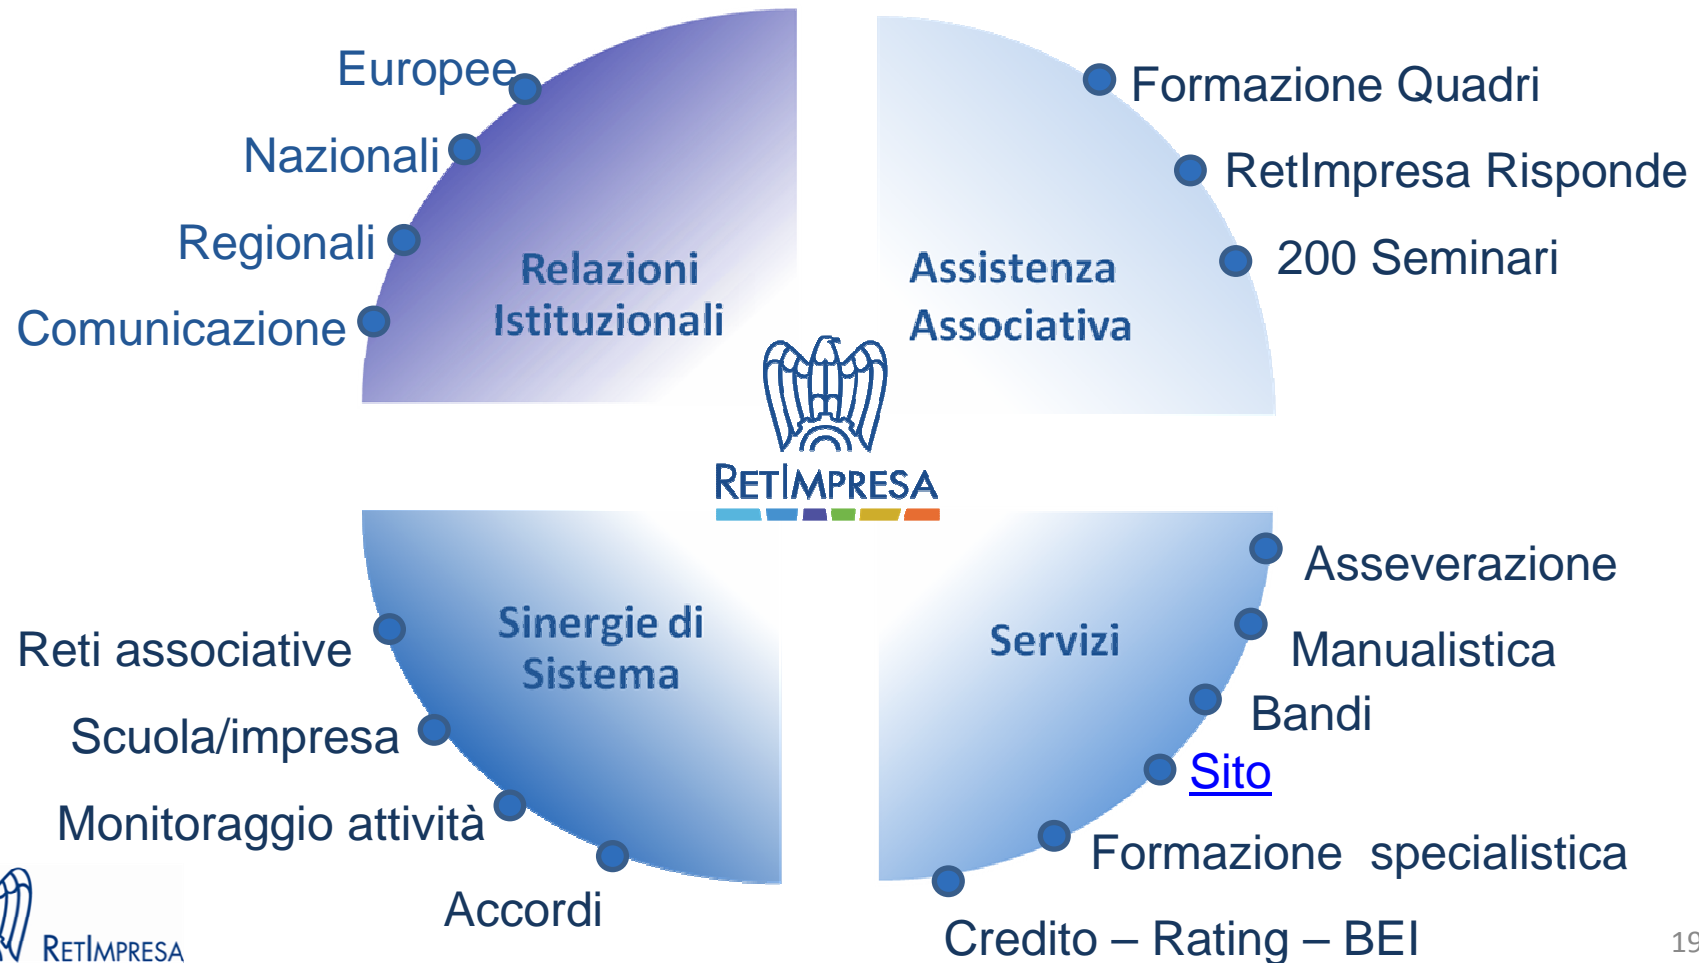 Europee
Nazionali
Regionali
Comunicazione
Relazioni
Istituzionali
Formazione Quadri
RetImpresa Risponde
200 Seminari
Assistenza
Associativa
RETIMPRESA
Sinergie di
Sistema
Reti associative
Scuola/impresa
Monitoraggio attività
Accordi
Servizi
Asseverazione
Manualistica
Bandi
Sito
Formazione specialistica
Credito – Rating – BEI
RETIMPRESA
19